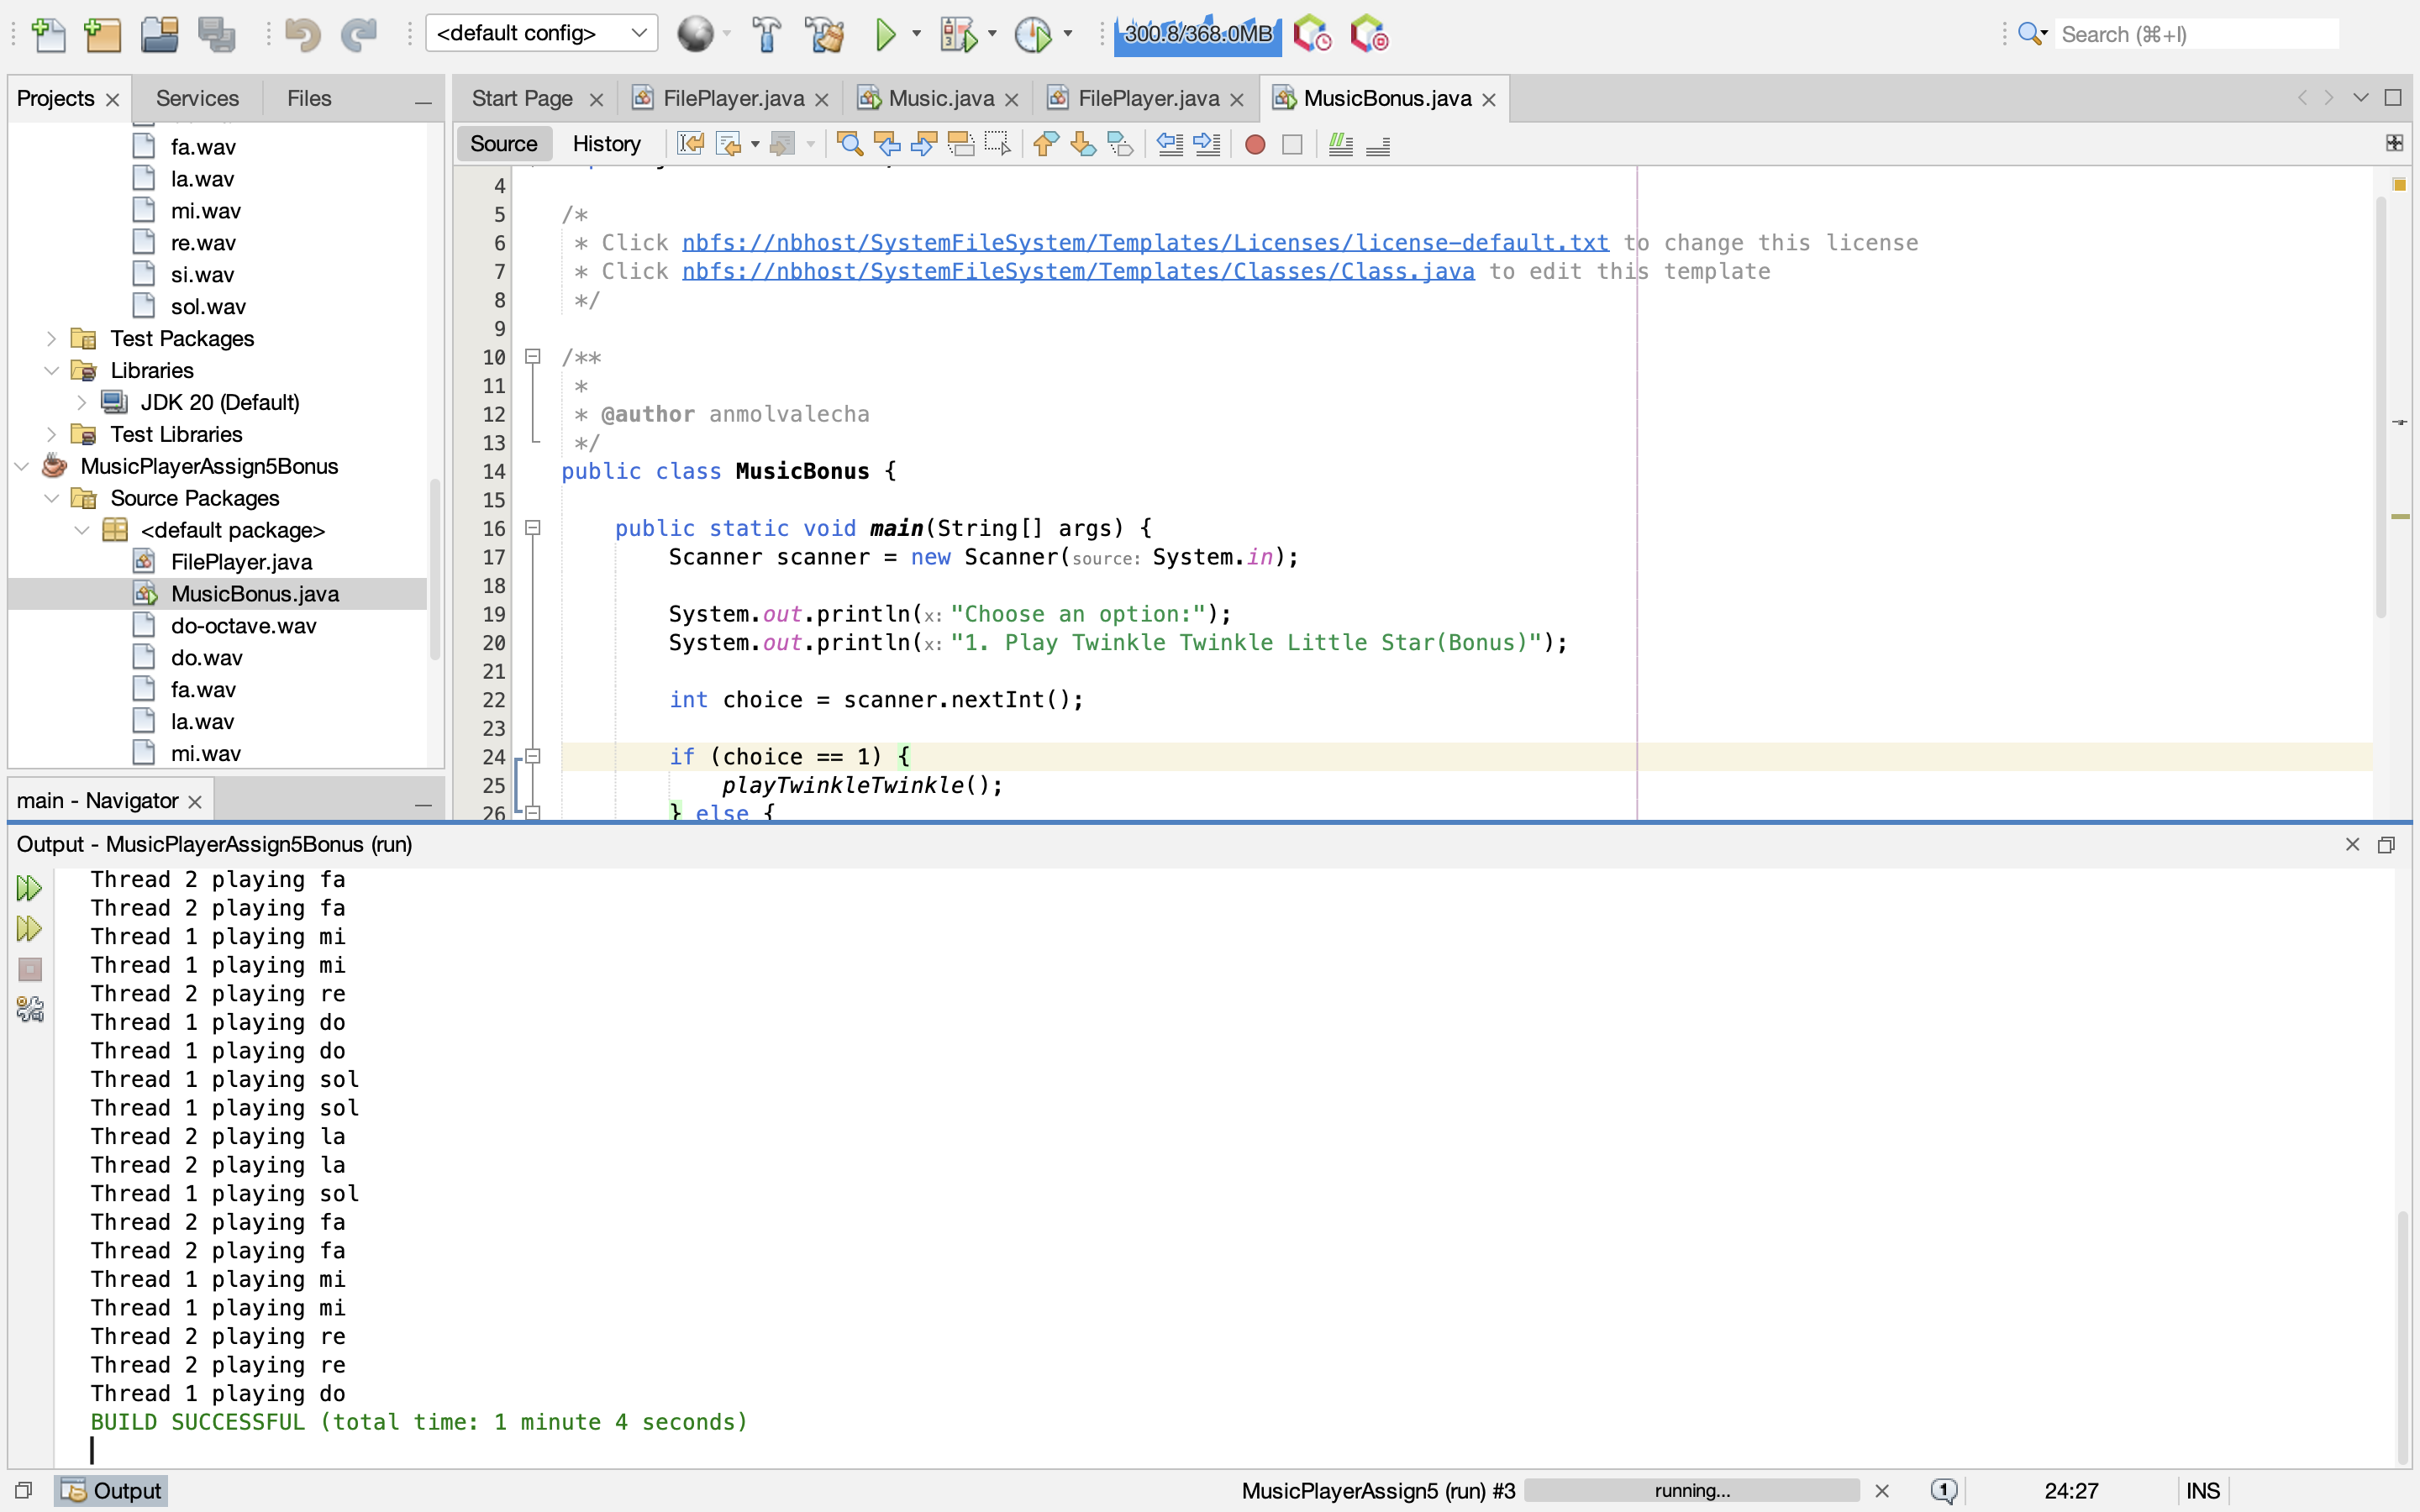 <default config>
300.8/368.0MB
Search (⌘+I)
Projects
Services
Files
fa.wav
la.wav
mi.wav
re.wav
si.wav
sol.wav
Test Packages
Libraries
JDK 20 (Default)
Test Libraries
MusicPlayerAssign5Bonus
Source Packages
<default package>
FilePlayer.java
MusicBonus.java
do-octave.wav
do.wav
fa.wav
la.wav
mi.wav
main - Navigator
Start Page
FilePlayer.java
Music.java
FilePlayer.java
MusicBonus.java
Source
History
4
5 /*
6 * Click nbfs://nbhost/SystemFileSystem/Templates/Licenses/license-default.txt to change this license
7 * Click nbfs://nbhost/SystemFileSystem/Templates/Classes/Class.java to edit this template
8 */
9
10 /**
11 *
12 * @author anmolvalecha
13 */
14 public class MusicBonus {
15
16 public static void main(String[] args) {
17 Scanner scanner = new Scanner(source: System.in);
18
19 System.out.println(x: "Choose an option:");
20 System.out.println(x: "1. Play Twinkle Twinkle Little Star(Bonus)");
21
22 int choice = scanner.nextInt();
23
24 if (choice == 1) {
25 playTwinkleTwinkle();
26 } else {
Output - MusicPlayerAssign5Bonus (run)
Thread 2 playing fa
Thread 2 playing fa
Thread 1 playing mi
Thread 1 playing mi
Thread 2 playing re
Thread 1 playing do
Thread 1 playing do
Thread 1 playing sol
Thread 1 playing sol
Thread 2 playing la
Thread 2 playing la
Thread 1 playing sol
Thread 2 playing fa
Thread 2 playing fa
Thread 1 playing mi
Thread 1 playing mi
Thread 2 playing re
Thread 2 playing re
Thread 1 playing do
BUILD SUCCESSFUL (total time: 1 minute 4 seconds)
Output
MusicPlayerAssign5 (run) #3
running...
1
24:27
INS